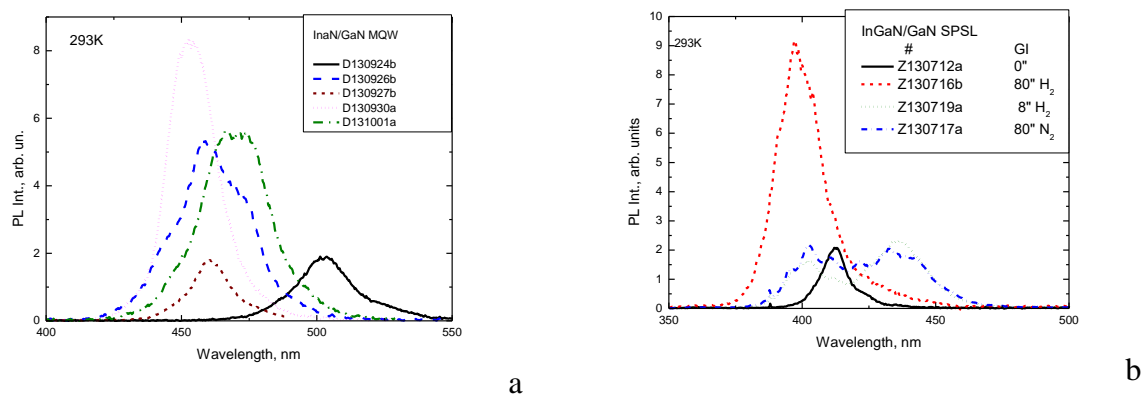 293K
InaN/GaN MQW
D130924b
D130926b
D130927b
D130930a
D131001a
8
6
4
2
0
400 450 500 550
PL Int., arb. un.
Wavelength, nm
a
293K
InGaN/GaN SPSL
# GI
Z130712a 0"
Z130716b 80" H2
Z130719a 8" H2
Z130717a 80" N2
10
9
8
7
6
5
4
3
2
1
0
350 400 450 500
PL Int., arb. units
Wavelength, nm
b